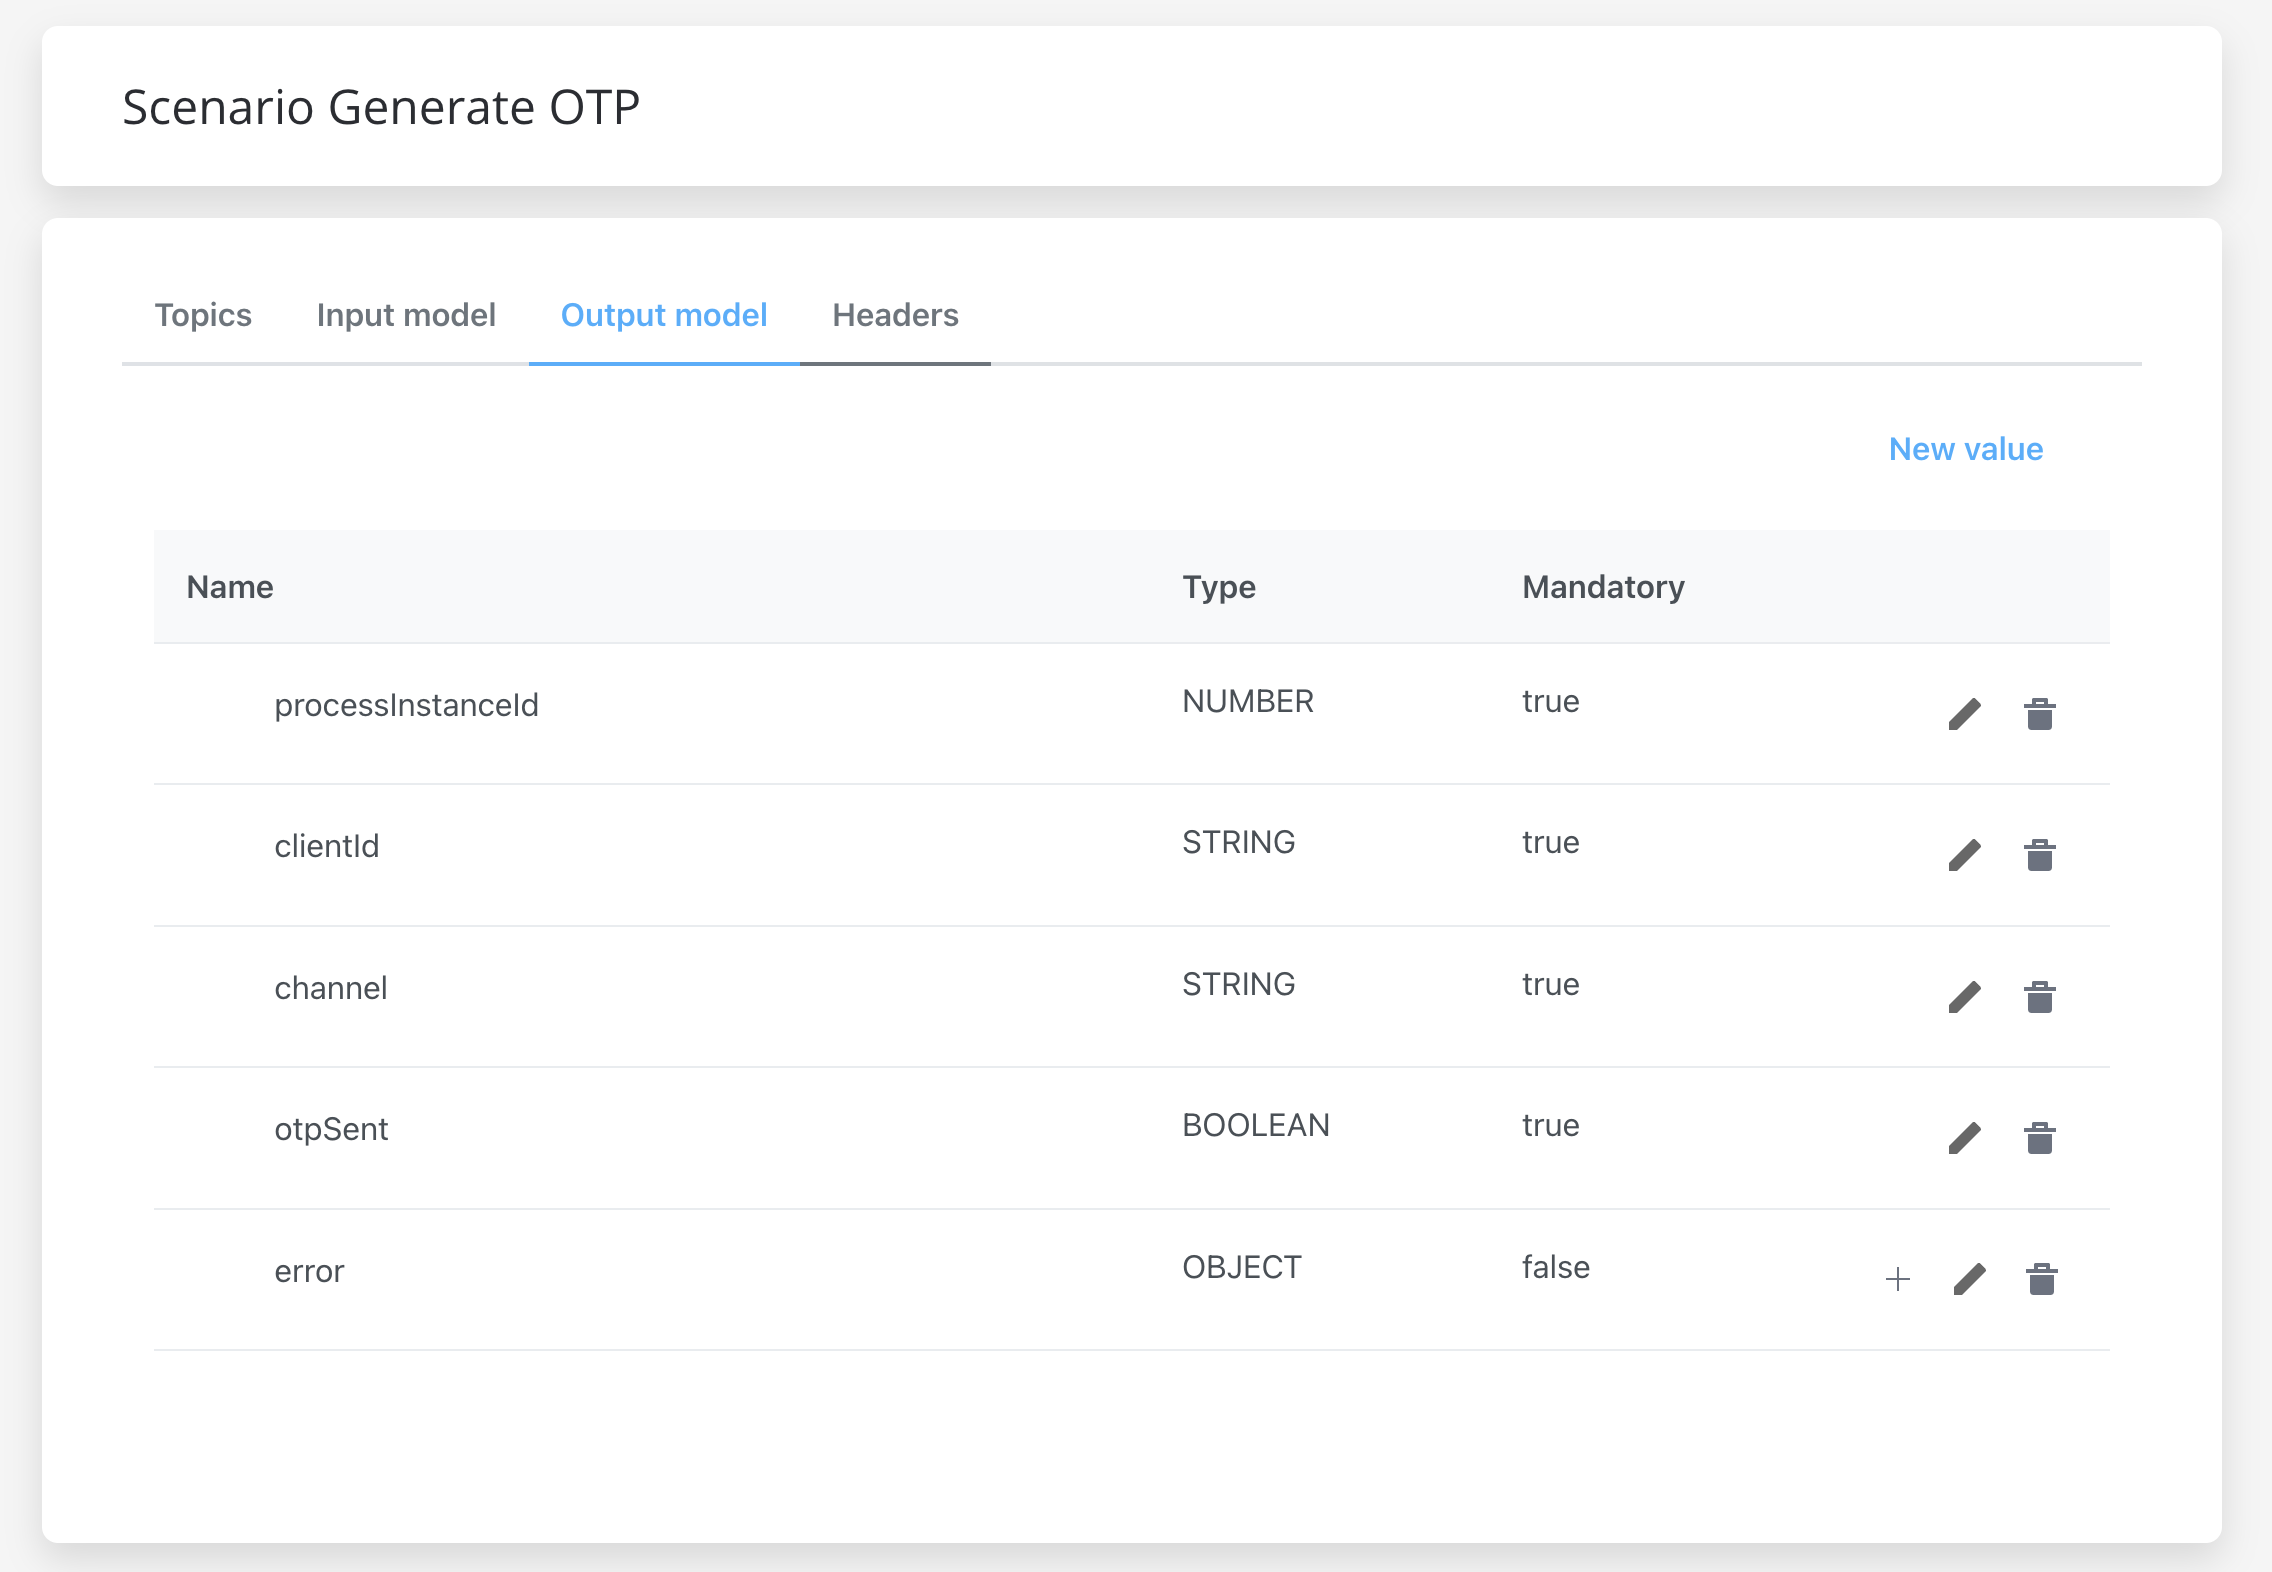 Scenario Generate OTP
Topics Input model Output model Headers
New value
Name Type Mandatory
processInstanceId NUMBER true
clientId STRING true
channel STRING true
otpSent BOOLEAN true
error OBJECT false